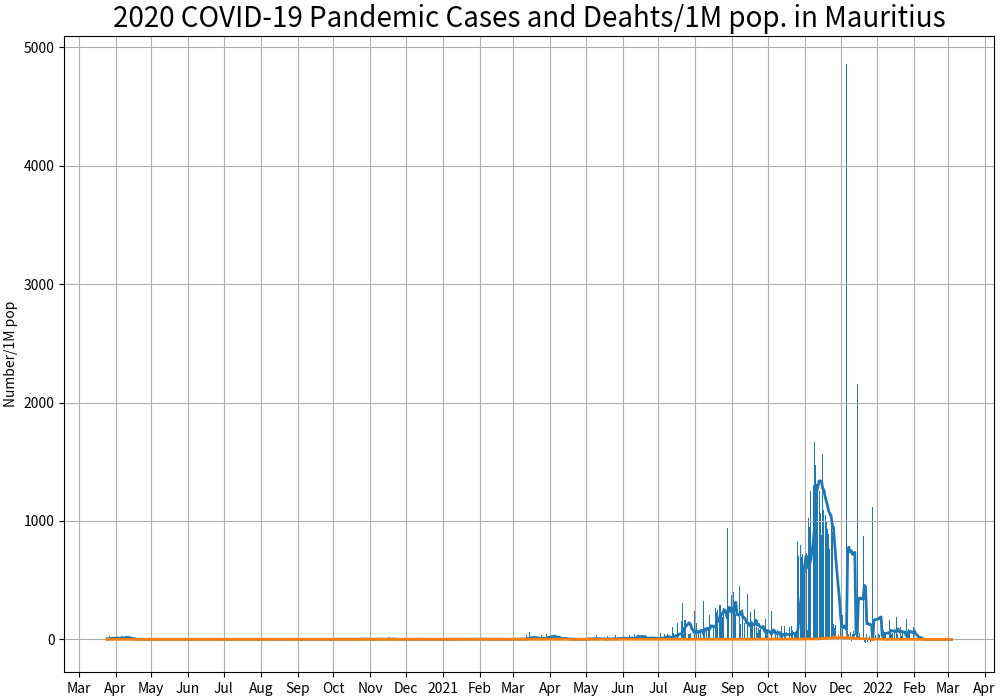 2020 COVID-19 Pandemic Cases and Deahts/1M pop. in Mauritius
5000
4000
3000
2000
1000
0
Number/1M pop
Mar Apr May Jun Jul Aug Sep Oct Nov Dec 2021 Feb Mar Apr May Jun Jul Aug Sep Oct Nov Dec 2022 Feb Mar Apr